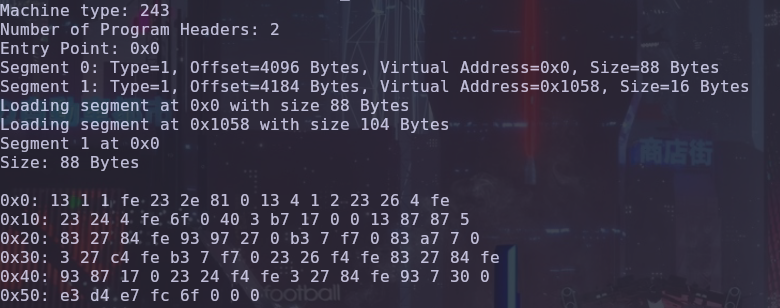 Machine type: 243
Number of Program Headers: 2
Entry Point: 0x0
Segment 0: Type=1, Offset=4096 Bytes, Virtual Address=0x0, Size=88 Bytes
Segment 1: Type=1, Offset=4184 Bytes, Virtual Address=0x1058, Size=16 Bytes
Loading segment at 0x0 with size 88 Bytes
Loading segment at 0x1058 with size 104 Bytes
Segment 1 at 0x0
Size: 88 Bytes
商店街
0x0: 13 1 1 fe 23 2e 81 0 13 4 1 2 23 26 4 fe
0x10: 23 24 4 fe 6f 0 40 3 b7 17 0 0 13 87 87 5
0x20: 83 27 84 fe 93 97 27 0 b3 7 f7 0 83 a7 7 0
0x30: 3 27 c4 fe b3 7 f7 0 23 26 f4 fe 83 27 84 fe
0x40: 93 87 17 0 23 24 f4 fe 3 27 84 fe 93 7 30 0
0x50: e3 d4 e7 fc 6f 0 0 0
football